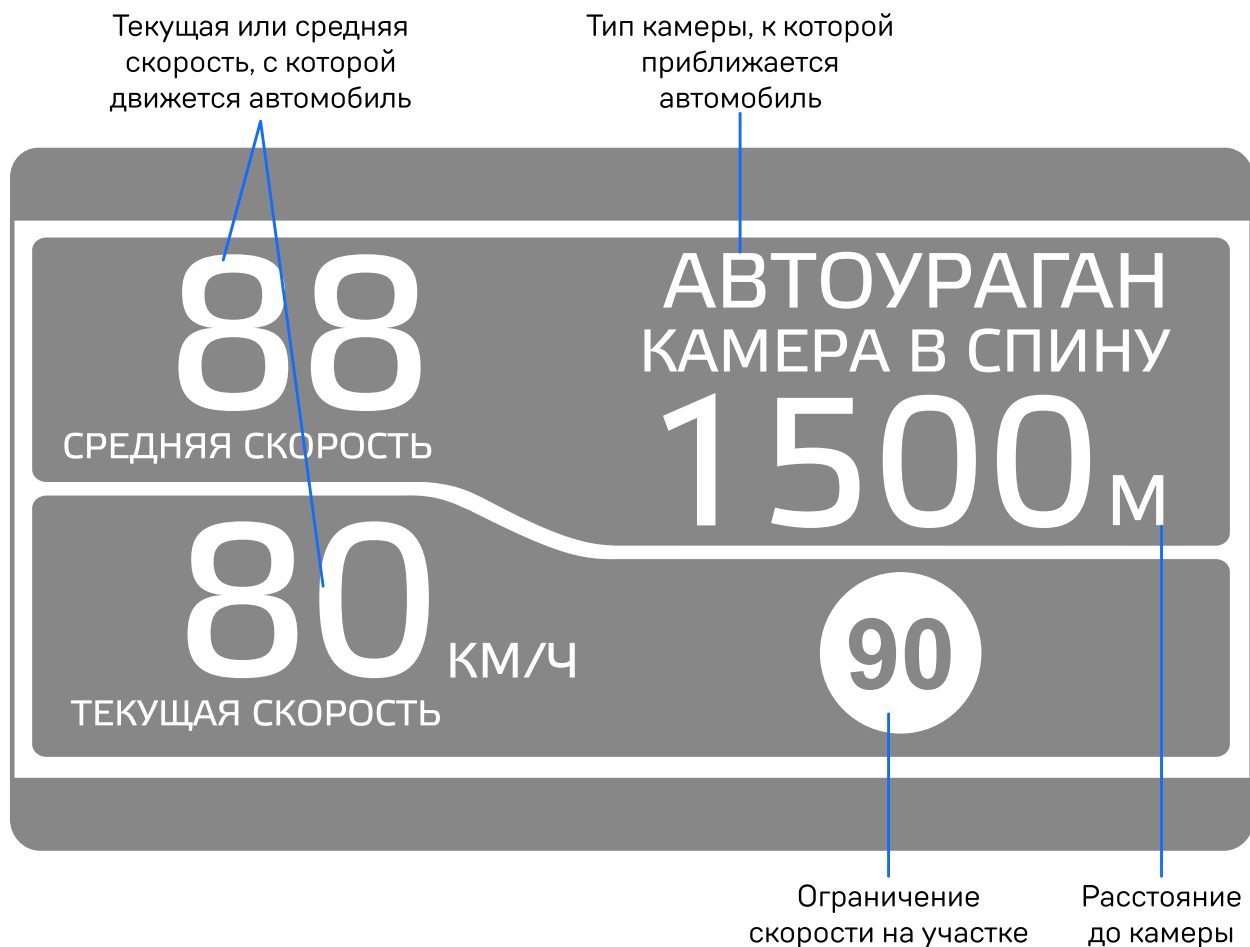 Текущая или средняя
скорость, с которой
движется автомобиль
Тип камеры, к которой
приближается
автомобиль
88
СРЕДНЯЯ СКОРОСТЬ
АВТОУРАГАН
КАМЕРА В СПИНУ
1500 м
80 КМ/Ч
ТЕКУЩАЯ СКОРОСТЬ
90
Ограничение
скорости на участке
Расстояние
до камеры